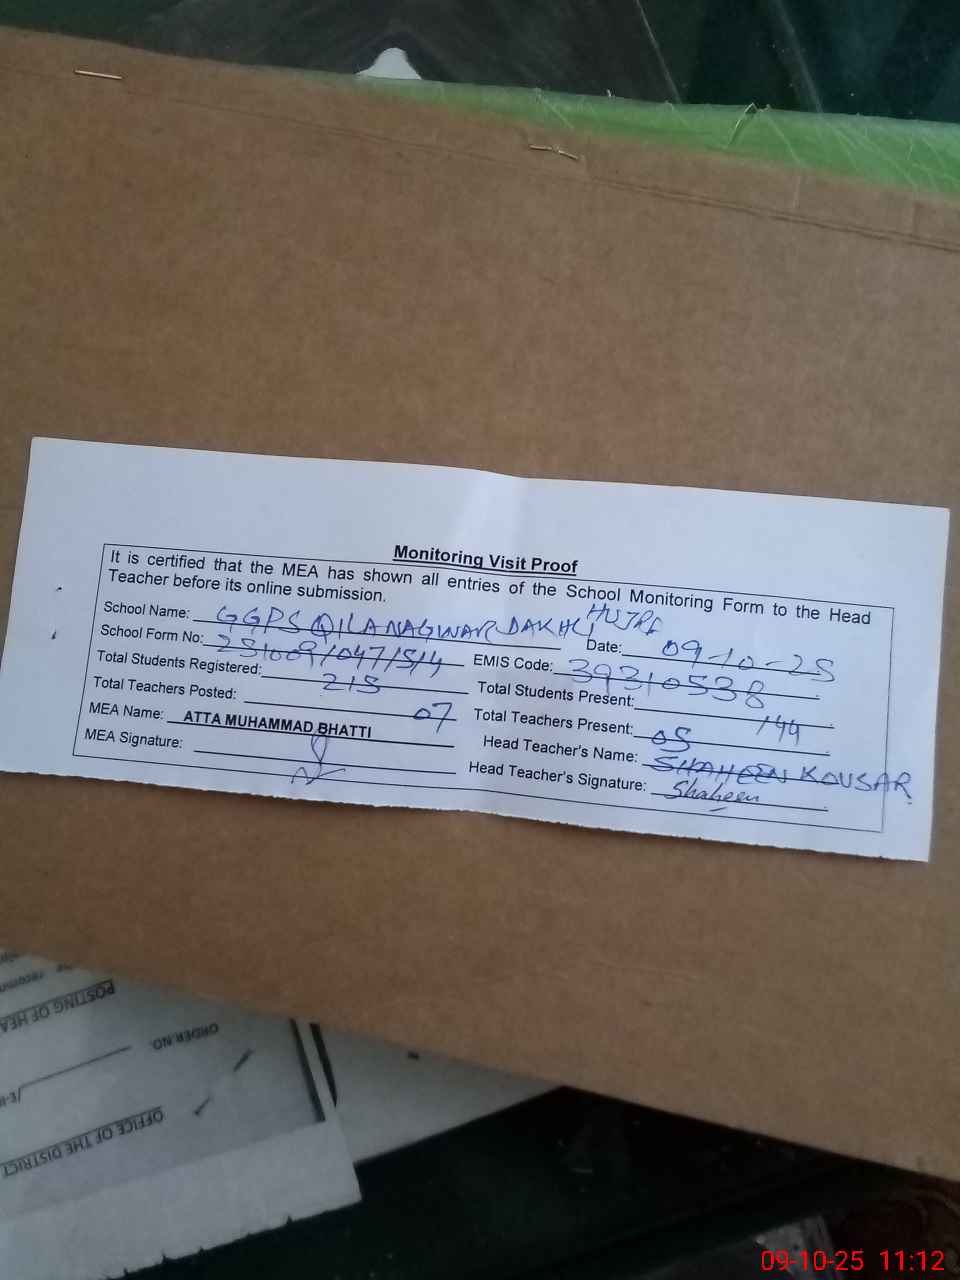 Monitoring Visit Proof
It is certified that the MEA has shown all entries of the School Monitoring Form to the Head
Teacher before its online submission.
School Name: GGPS QILA NAGWAR DAKHLI HUJRA Date: 09-10-25
School Form No: 251009/047/514 EMIS Code: 39310538
Total Students Registered: 215 Total Students Present: 144
Total Teachers Posted: 07 Total Teachers Present: 05
MEA Name: ATTA MUHAMMAD BHATTI Head Teacher's Name: SHAHEEN KOUSAR
MEA Signature: Head Teacher's Signature: Shaheen
POSTING OF HEA
ORDER NO.
OFFICE OF THE DISTRICT
09-10-25 11:12